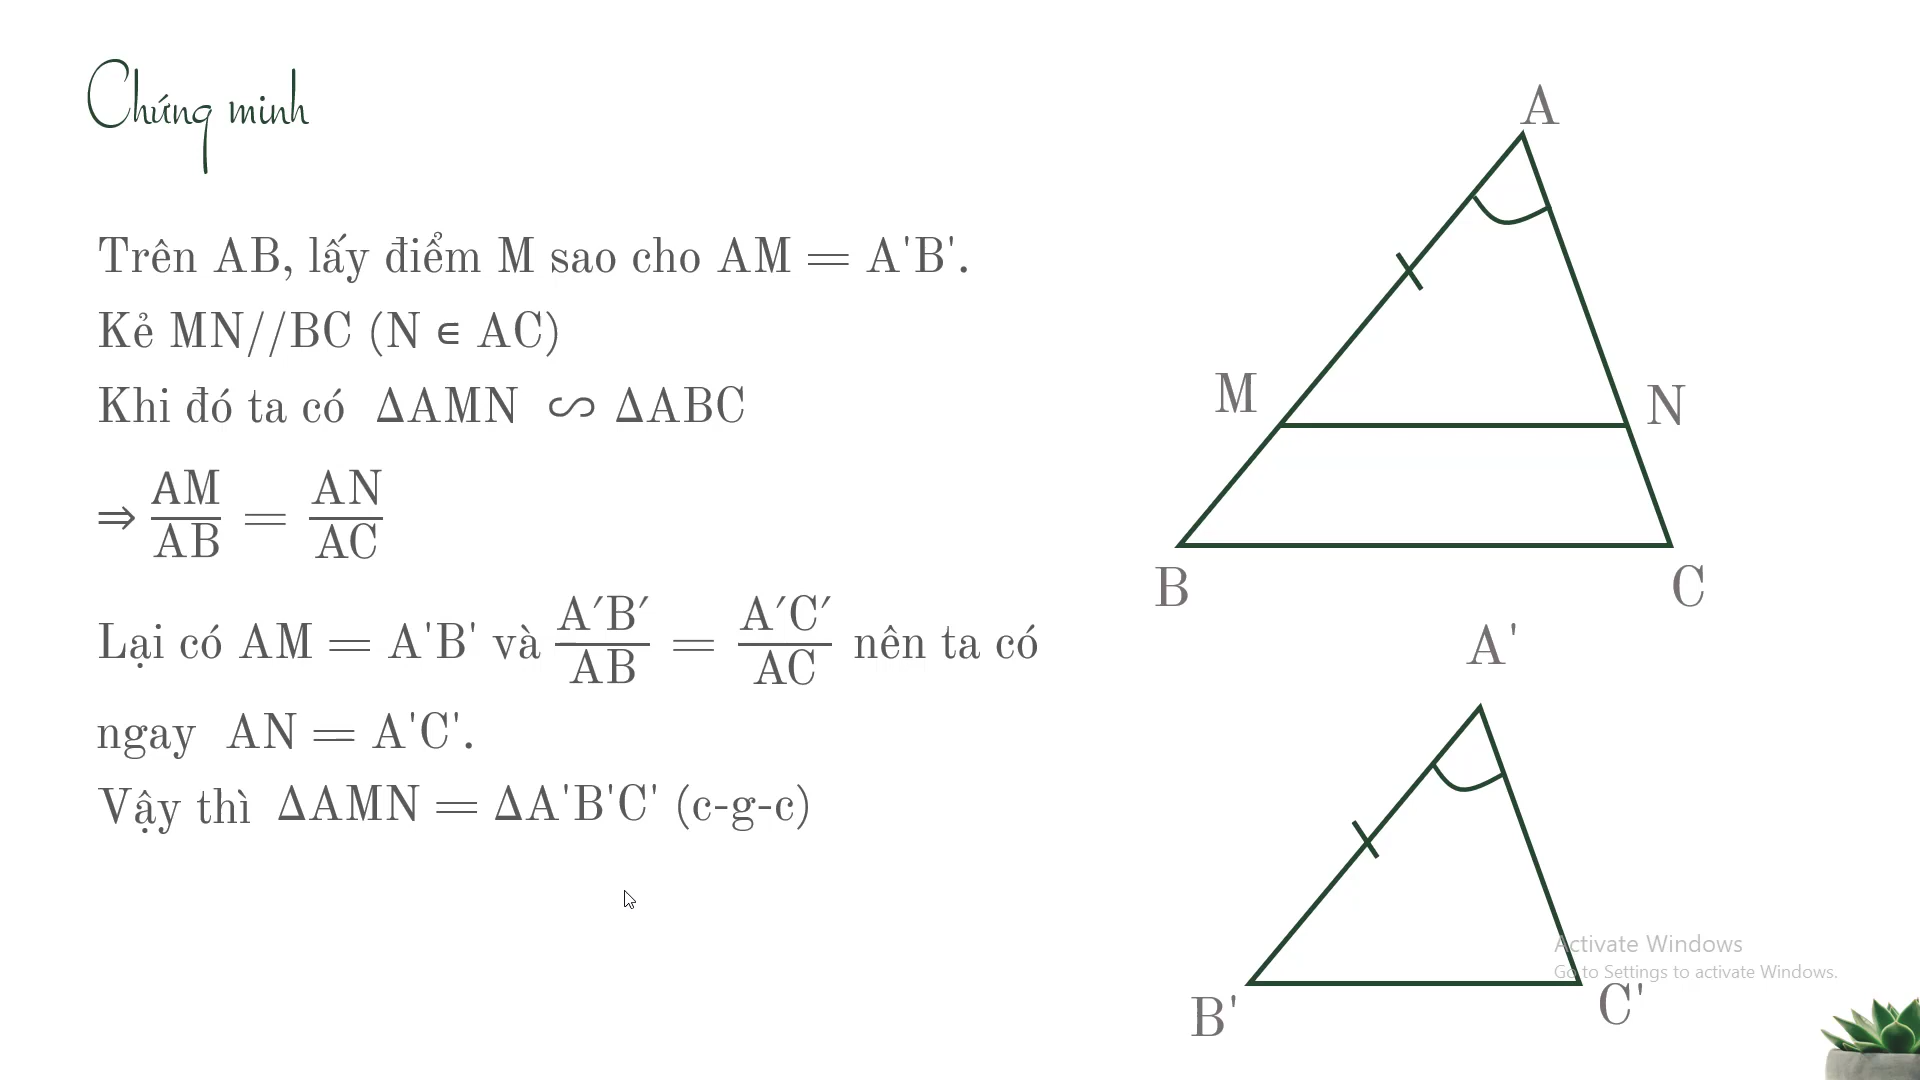 Chứng minh
Trên AB, lấy điểm M sao cho AM = A'B'.
Kẻ MN//BC (N ∈ AC)
Khi đó ta có ΔAMN ∽ ΔABC
⇒ AM/AB = AN/AC
Lại có AM = A'B' và A′B′/AB = A′C′/AC nên ta có
ngay AN = A'C'.
Vậy thì ΔAMN = ΔA'B'C' (c-g-c)
A
M
N
B
C
A'
B'
C'
Activate Windows
Go to Settings to activate Windows.